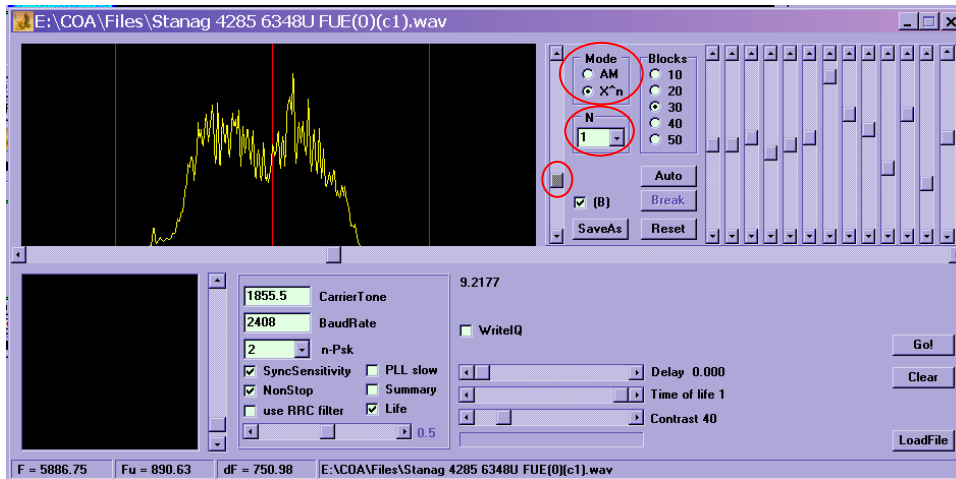 E:\COA\Files\Stanag 4285 6348U FUE(0)(c1).wav
Mode
AM
X^n
N
1
(B)
SaveAs
Blocks
10
20
30
40
50
Auto
Break
Reset
1855.5 CarrierTone
2408 BaudRate
2 n-Psk
SyncSensitivity PLL slow
NonStop Summary
use RRC filter Life
0.5
9.2177
WriteIQ
Delay 0.000
Time of life 1
Contrast 40
Go!
Clear
LoadFile
F = 5886.75 Fu = 890.63 dF = 750.98 E:\COA\Files\Stanag 4285 6348U FUE(0)(c1).wav